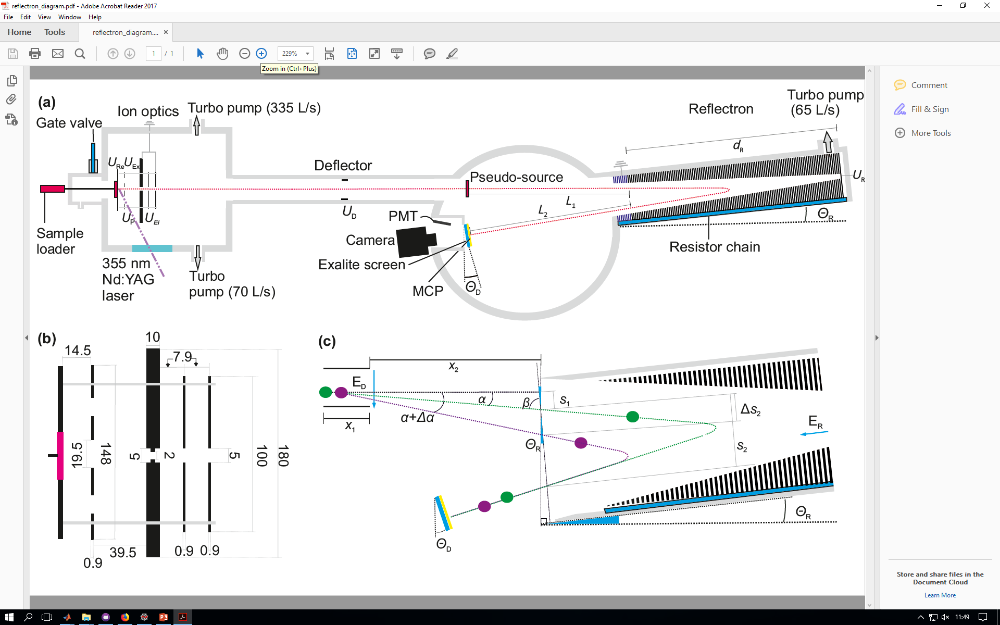 reflectron_diagram.pdf - Adobe Acrobat Reader 2017
File Edit View Window Help
Home Tools reflectron_diagram.... ×
1 / 1 229%
Zoom in (Ctrl+Plus)
Comment
Fill & Sign
More Tools
(a)
Gate valve
Ion optics
Turbo pump (335 L/s)
Reflectron
Turbo pump
(65 L/s)
dR
URe UEx
Deflector
Pseudo-source
UR
L1
L2
UP UEi
UD
PMT
ΘR
Sample
loader
Camera
Resistor chain
355 nm
Nd:YAG
laser
Exalite screen
Turbo
pump (70 L/s)
MCP
ΘD
(b)
10
14.5
7.9
19.5
148
5
2
5
100
180
39.5
0.9 0.9
0.9
(c)
x2
ED
α
β
s1
Δs2
α+Δα
x1
ER
ΘR
s2
ΘR
ΘD
Store and share files in the
Document Cloud
Learn More
11:49